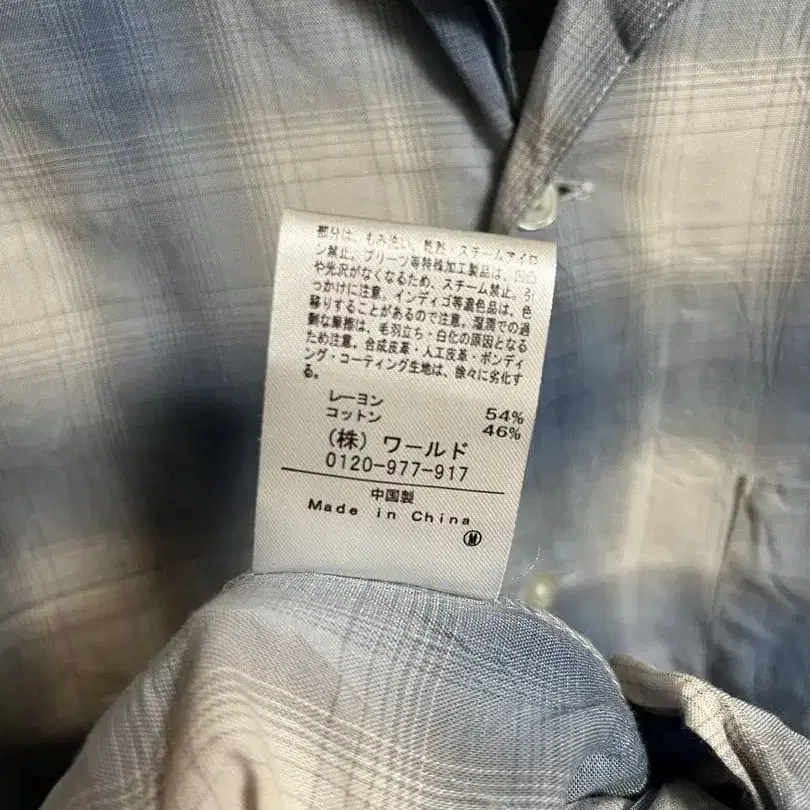 部分は、もみ洗い、乾燥、スチームアイロ
ン禁止。プリーツ等特殊加工製品は、凹凸
や光沢がなくなるため、スチーム禁止。引
っかけに注意。インディゴ等濃色品は、色
移りすることがあるので注意。湿潤での過
剰な摩擦は、毛羽立ち・白化の原因となる
ため注意。合成皮革・人工皮革・ボンディ
ング・コーティング生地は、徐々に劣化す
る。
レーヨン 54%
コットン 46%
(株) ワールド
0120-977-917
中国製
Made in China
Ⓜ